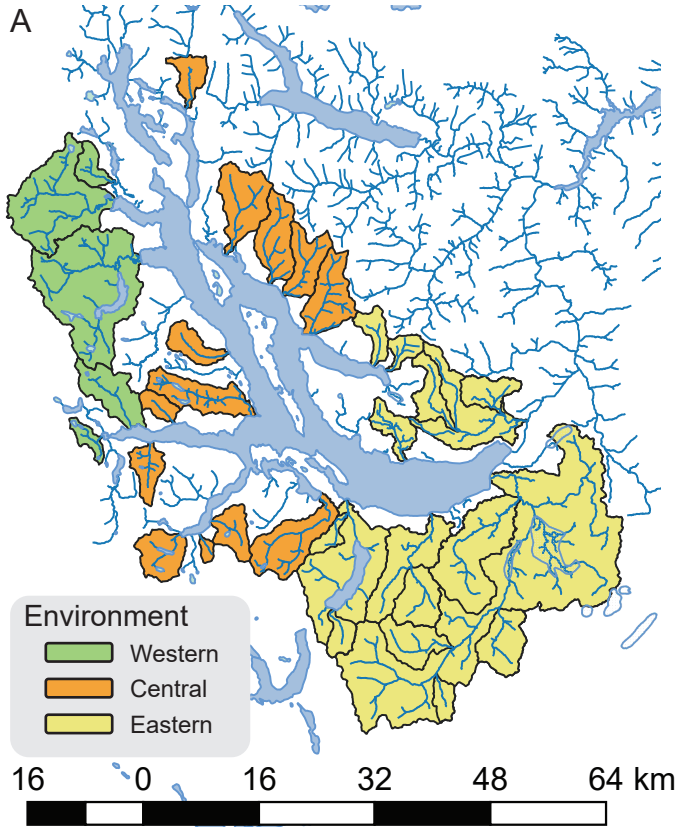 A
Environment
Western
Central
Eastern
16 0 16 32 48 64 km